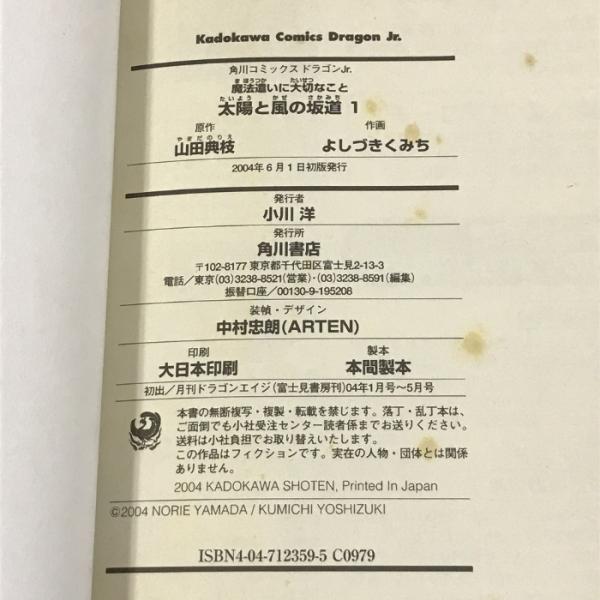 Kadokawa Comics Dragon Jr.
角川コミックス ドラゴンJr.
魔法遣いに大切なこと
太陽と風の坂道 1
原作
山田典枝
作画
よしづきくみち
2004年6月1日初版発行
発行者
小川 洋
発行所
角川書店
〒102-8177 東京都千代田区富士見2-13-3
電話/東京(03)3238-8521(営業)・(03)3238-8591(編集)
振替口座/00130-9-195208
装幀・デザイン
中村忠朗(ARTEN)
印刷
大日本印刷
製本
本間製本
初出/月刊ドラゴンエイジ(富士見書房刊)04年1月号〜5月号
本書の無断複写・複製・転載を禁じます。落丁・乱丁本は、
ご面倒でも小社受注センター読者係までお送りください。
送料は小社負担でお取り替えいたします。
この作品はフィクションです。実在の人物・団体とは関係
ありません。
2004 KADOKAWA SHOTEN, Printed In Japan
©2004 NORIE YAMADA / KUMICHI YOSHIZUKI
ISBN4-04-712359-5 C0979